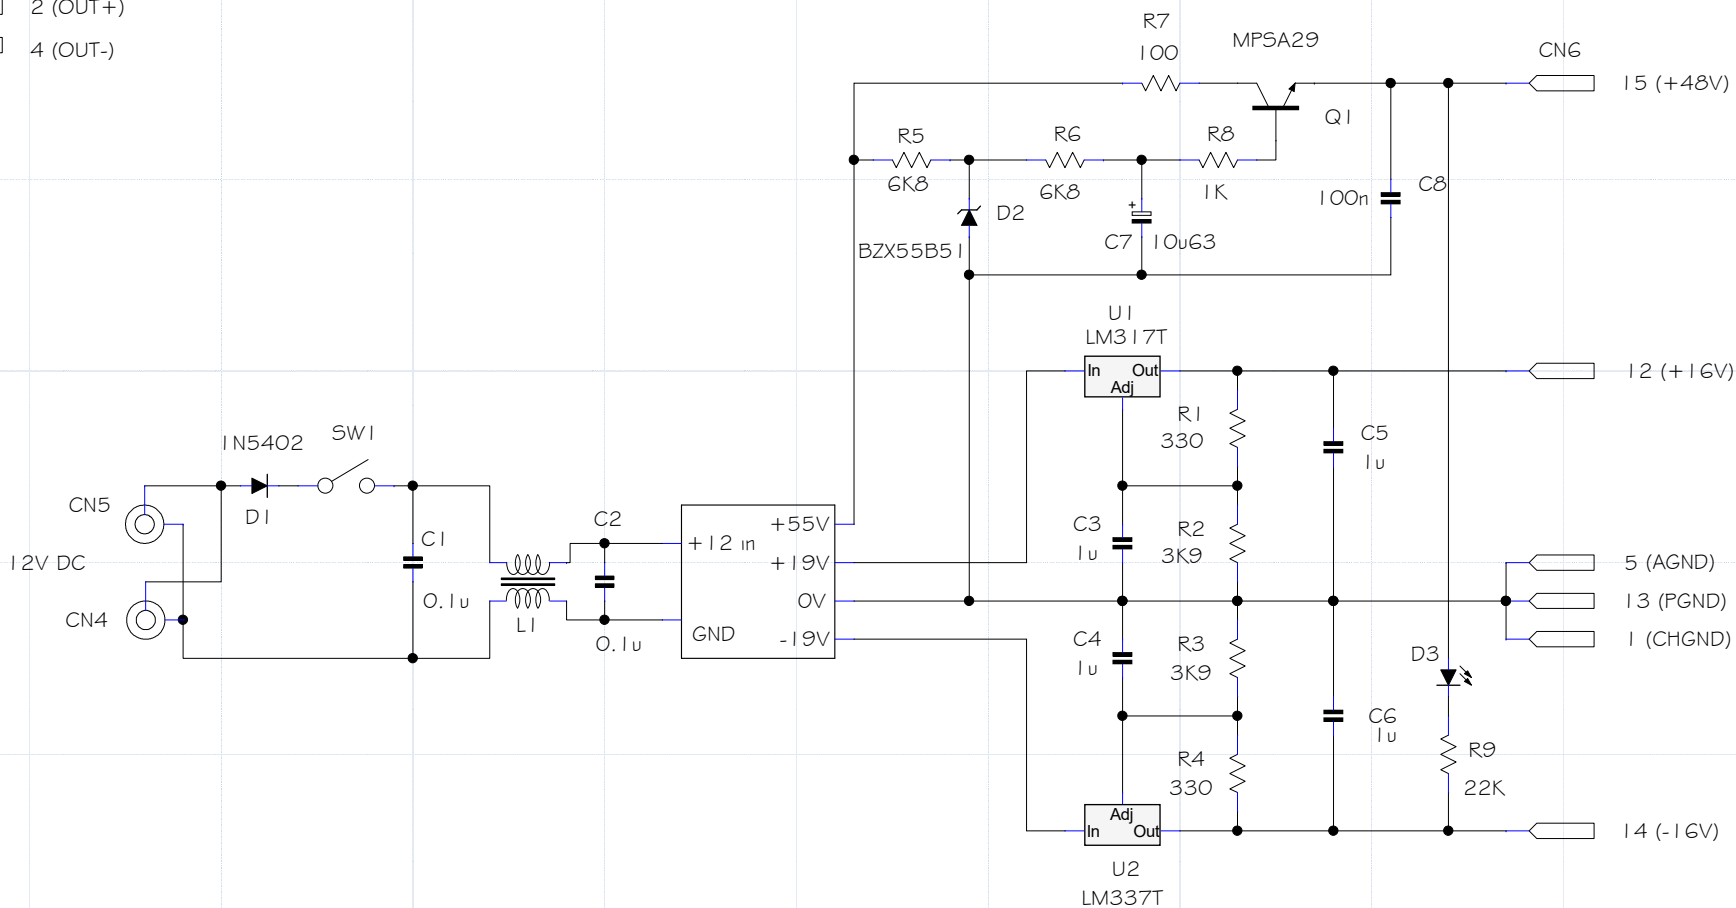 2 (OUT+)
4 (OUT-)
R7
100
MPSA29
CN6
15 (+48V)
Q1
R5
6K8
R6
6K8
R8
1K
D2
BZX55B51
C7
+
10u63
100n
C8
U1
LM317T
In
Out
Adj
12 (+16V)
R1
330
C5
1u
1N5402
SW1
CN5
D1
C1
0.1u
12V DC
CN4
L1
C2
0.1u
+12 in
GND
+55V
+19V
0V
-19V
C3
1u
R2
3K9
5 (AGND)
13 (PGND)
1 (CHGND)
C4
1u
R3
3K9
D3
C6
1u
R9
22K
R4
330
Adj
In
Out
14 (-16V)
U2
LM337T